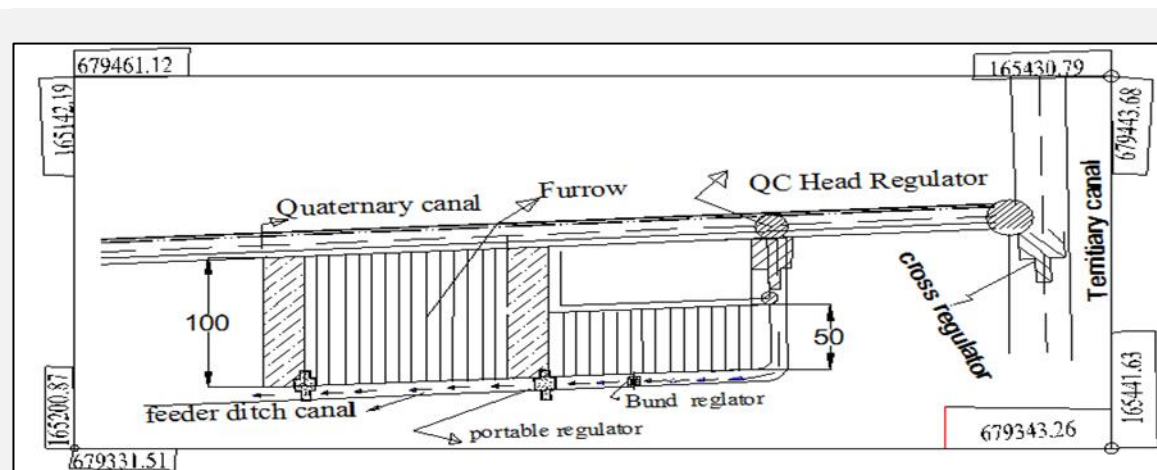 679461.12
165430.79
165142.19
679443.68
Quaternary canal
Furrow
QC Head Regulator
cross regulator
Temitiary canal
100
50
feeder ditch canal
portable regulator
Bund reglator
165200.87
165441.63
679343.26
679331.51